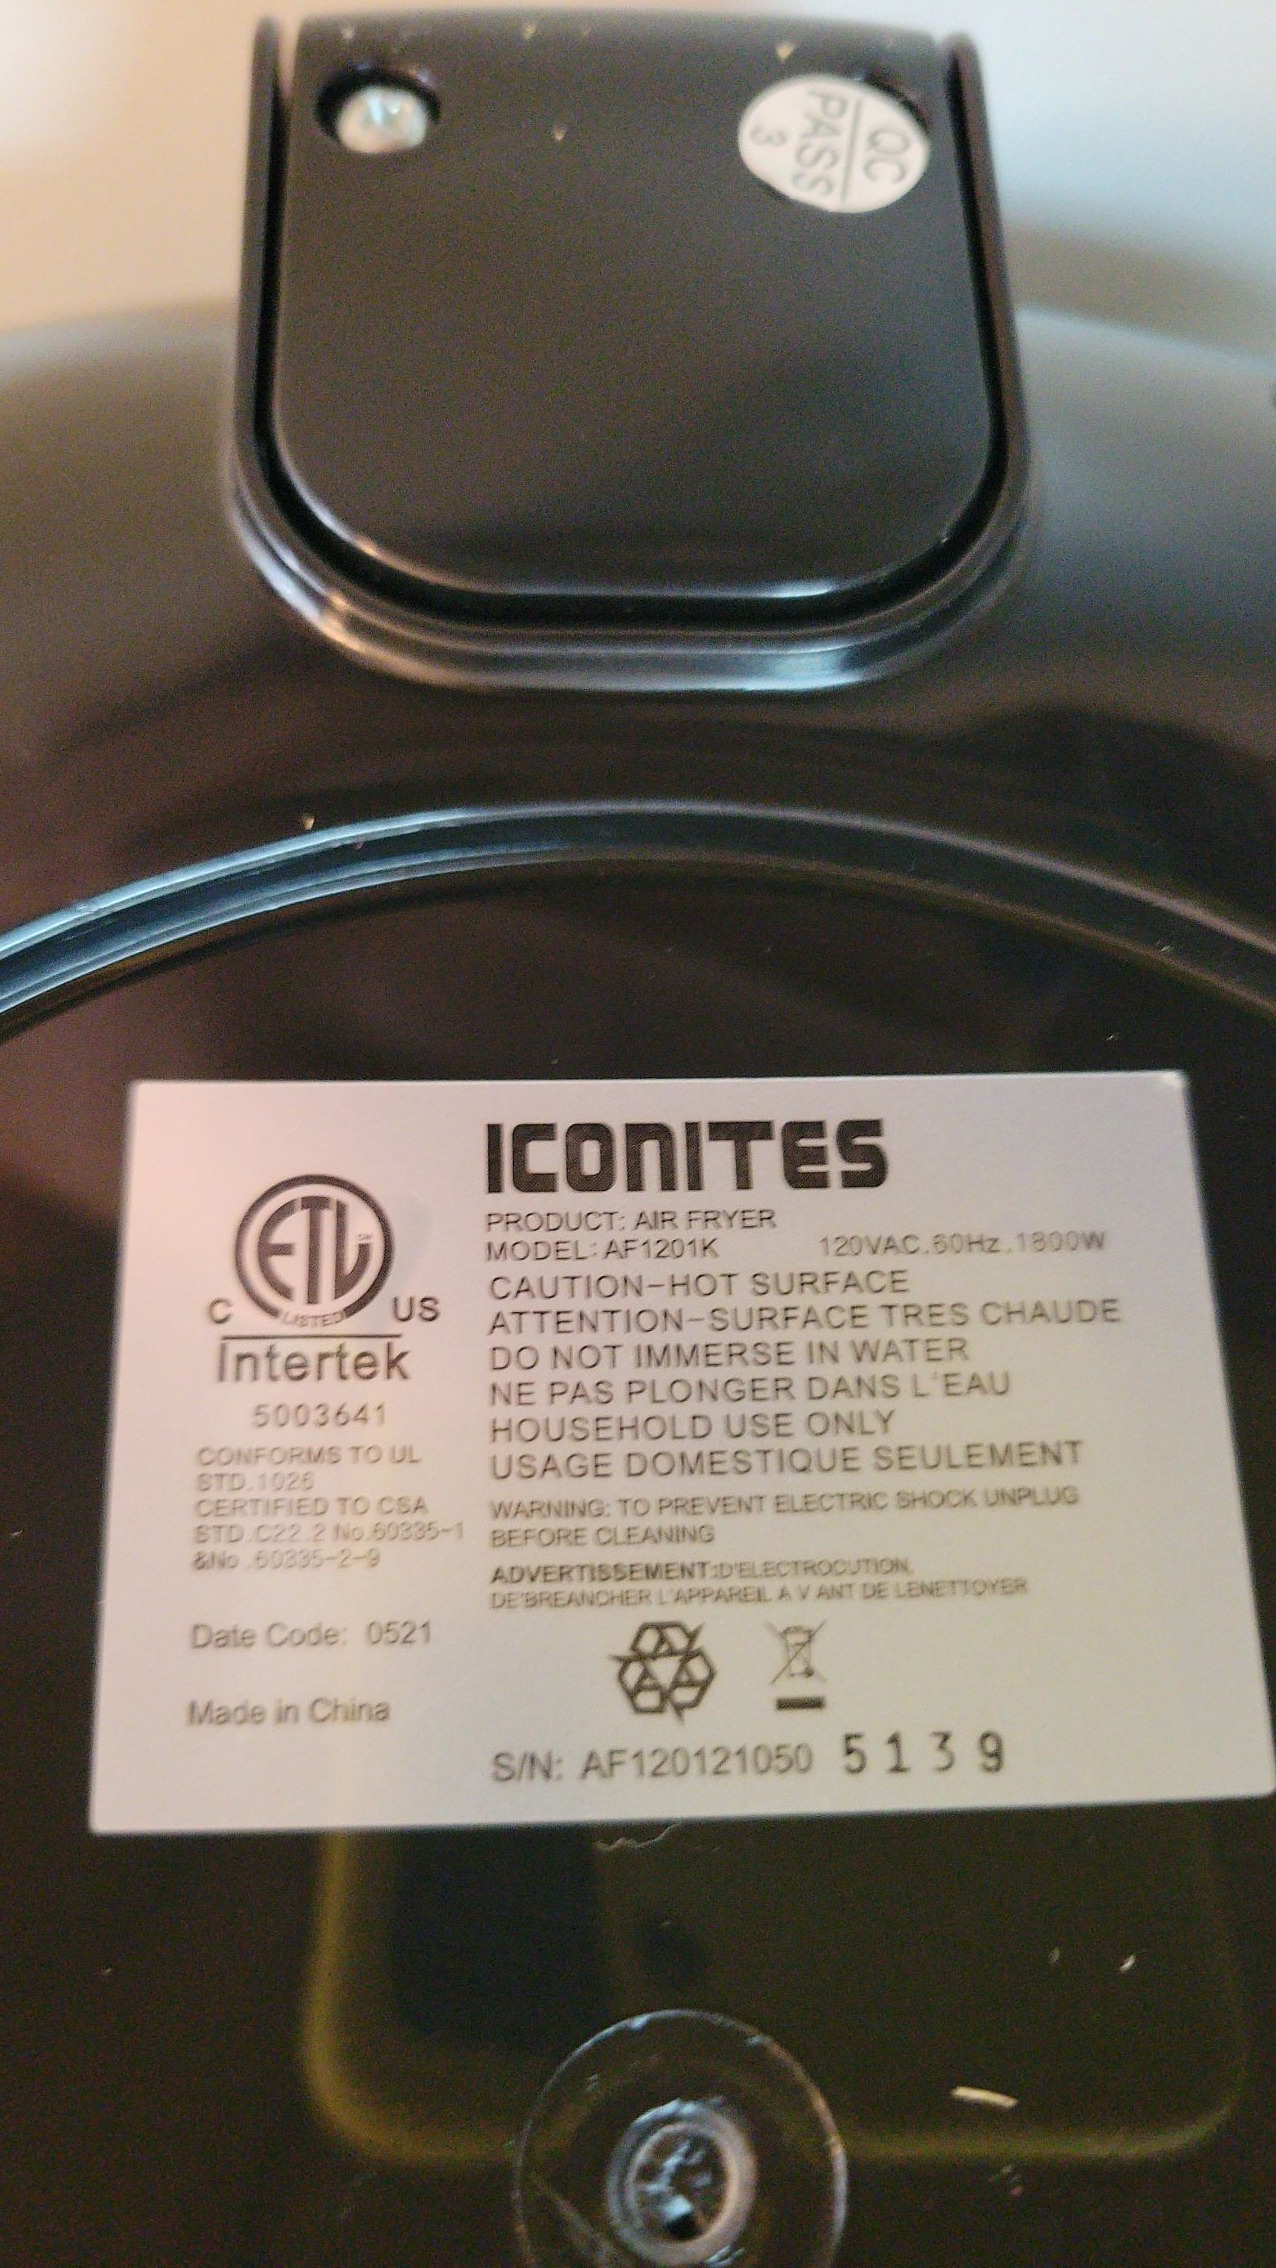 QC
PASS
3
ICONITES
PRODUCT: AIR FRYER
MODEL: AF1201K 120VAC.60Hz.1800W
CAUTION-HOT SURFACE
ATTENTION-SURFACE TRES CHAUDE
DO NOT IMMERSE IN WATER
NE PAS PLONGER DANS L'EAU
HOUSEHOLD USE ONLY
USAGE DOMESTIQUE SEULEMENT
WARNING: TO PREVENT ELECTRIC SHOCK UNPLUG
BEFORE CLEANING
ADVERTISSEMENT:D'ELECTROCUTION,
DE'BREANCHER L'APPAREIL A V ANT DE LENETTOYER
S/N: AF120121050 5139
ETL
LISTED
C US
Intertek
5003641
CONFORMS TO UL
STD.1026
CERTIFIED TO CSA
STD.C22.2 No.60335-1
&No.60335-2-9
Date Code: 0521
Made in China